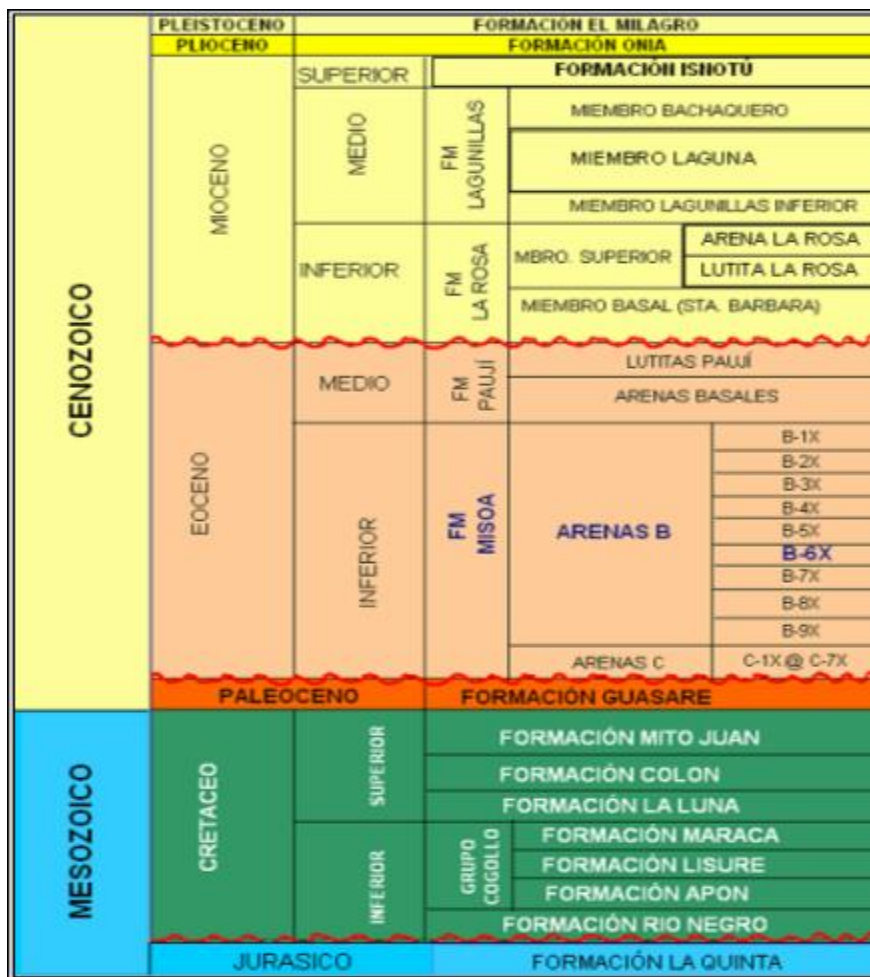 PLEISTOCENO FORMACIÓN EL MILAGRO
PLIOCENO FORMACIÓN ONIA
CENOZOICO
MIOCENO
SUPERIOR FORMACIÓN ISNOTÚ
MEDIO
FM
LAGUNILLAS
MIEMBRO BACHAQUERO
MIEMBRO LAGUNA
MIEMBRO LAGUNILLAS INFERIOR
INFERIOR
FM
LA ROSA
MBRO. SUPERIOR
ARENA LA ROSA
LUTITA LA ROSA
MIEMBRO BASAL (STA. BARBARA)
EOCENO
MEDIO
FM
PAUJÍ
LUTITAS PAUJÍ
ARENAS BASALES
INFERIOR
FM
MISOA
ARENAS B
B-1X
B-2X
B-3X
B-4X
B-5X
B-6X
B-7X
B-8X
B-9X
ARENAS C C-1X @ C-7X
PALEOCENO FORMACIÓN GUASARE
MESOZOICO
CRETACEO
SUPERIOR
FORMACIÓN MITO JUAN
FORMACIÓN COLON
FORMACIÓN LA LUNA
INFERIOR
GRUPO
COGOLLO
FORMACIÓN MARACA
FORMACIÓN LISURE
FORMACIÓN APON
FORMACIÓN RIO NEGRO
JURASICO FORMACIÓN LA QUINTA